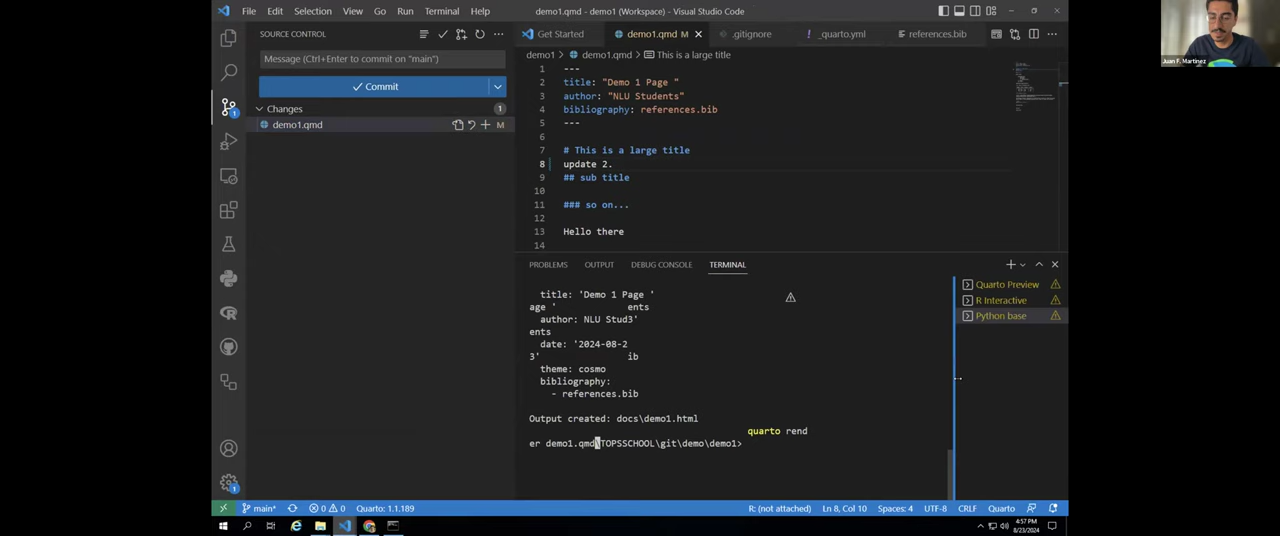 File Edit Selection View Go Run Terminal Help
demo1.qmd - demo1 (Workspace) - Visual Studio Code
Juan F. Martinez
SOURCE CONTROL
Message (Ctrl+Enter to commit on "main")
Commit
Changes 1
demo1.qmd M
Get Started demo1.qmd M .gitignore _quarto.yml references.bib
demo1 > demo1.qmd > This is a large title
1 ---
2 title: "Demo 1 Page "
3 author: "NLU Students"
4 bibliography: references.bib
5 ---
6
7 # This is a large title
8 update 2.
9 ## sub title
10
11 ### so on...
12
13 Hello there
14
PROBLEMS OUTPUT DEBUG CONSOLE TERMINAL
title: 'Demo 1 Page '
age ' ents
author: NLU Stud3'
ents
date: '2024-08-2
3' ib
theme: cosmo
bibliography:
- references.bib
Output created: docs\demo1.html
quarto rend
er demo1.qmd\TOPSSCHOOL\git\demo\demo1>
Quarto Preview
R Interactive
Python base
1
main* 0 0 Quarto: 1.1.189
R: (not attached) Ln 8, Col 10 Spaces: 4 UTF-8 CRLF Quarto
4:57 PM
8/23/2024